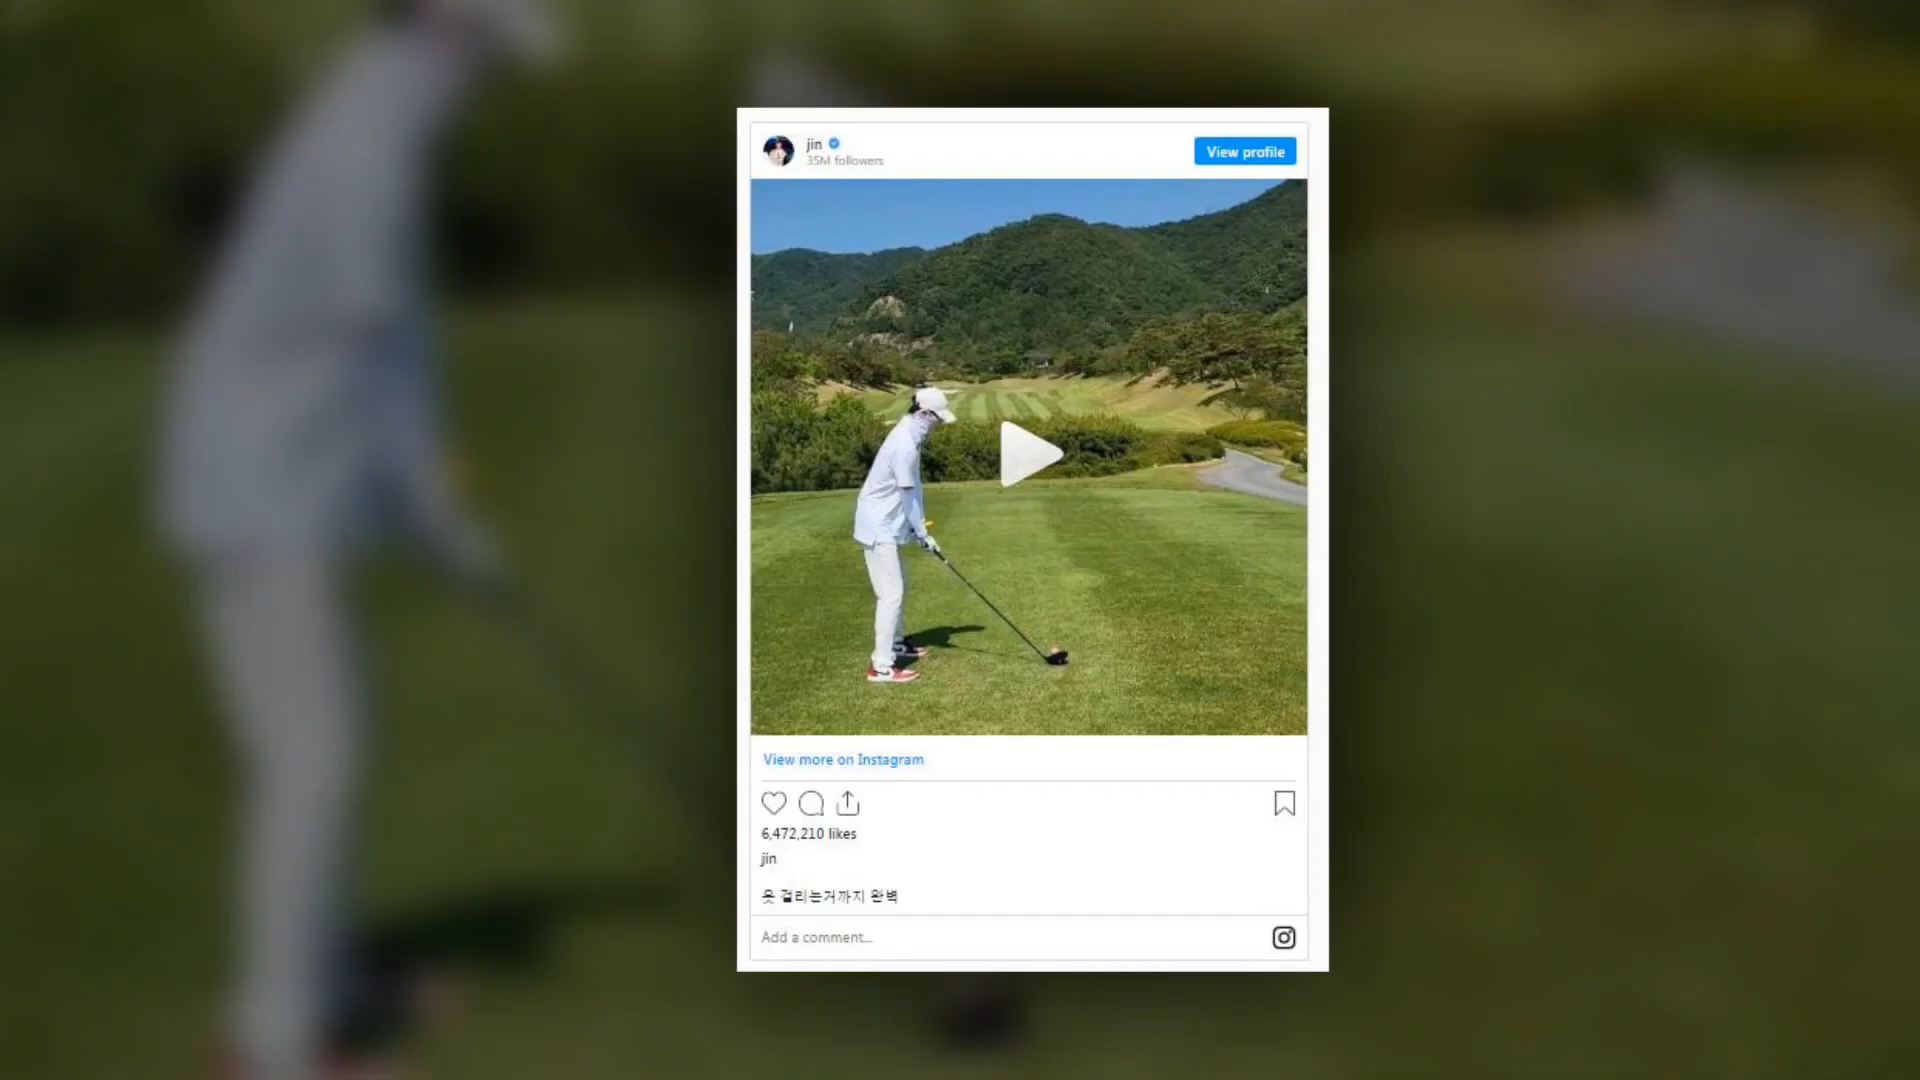 jin
35M followers
View profile
View more on Instagram
6,472,210 likes
jin
옷 걸리는거까지 완벽
Add a comment...